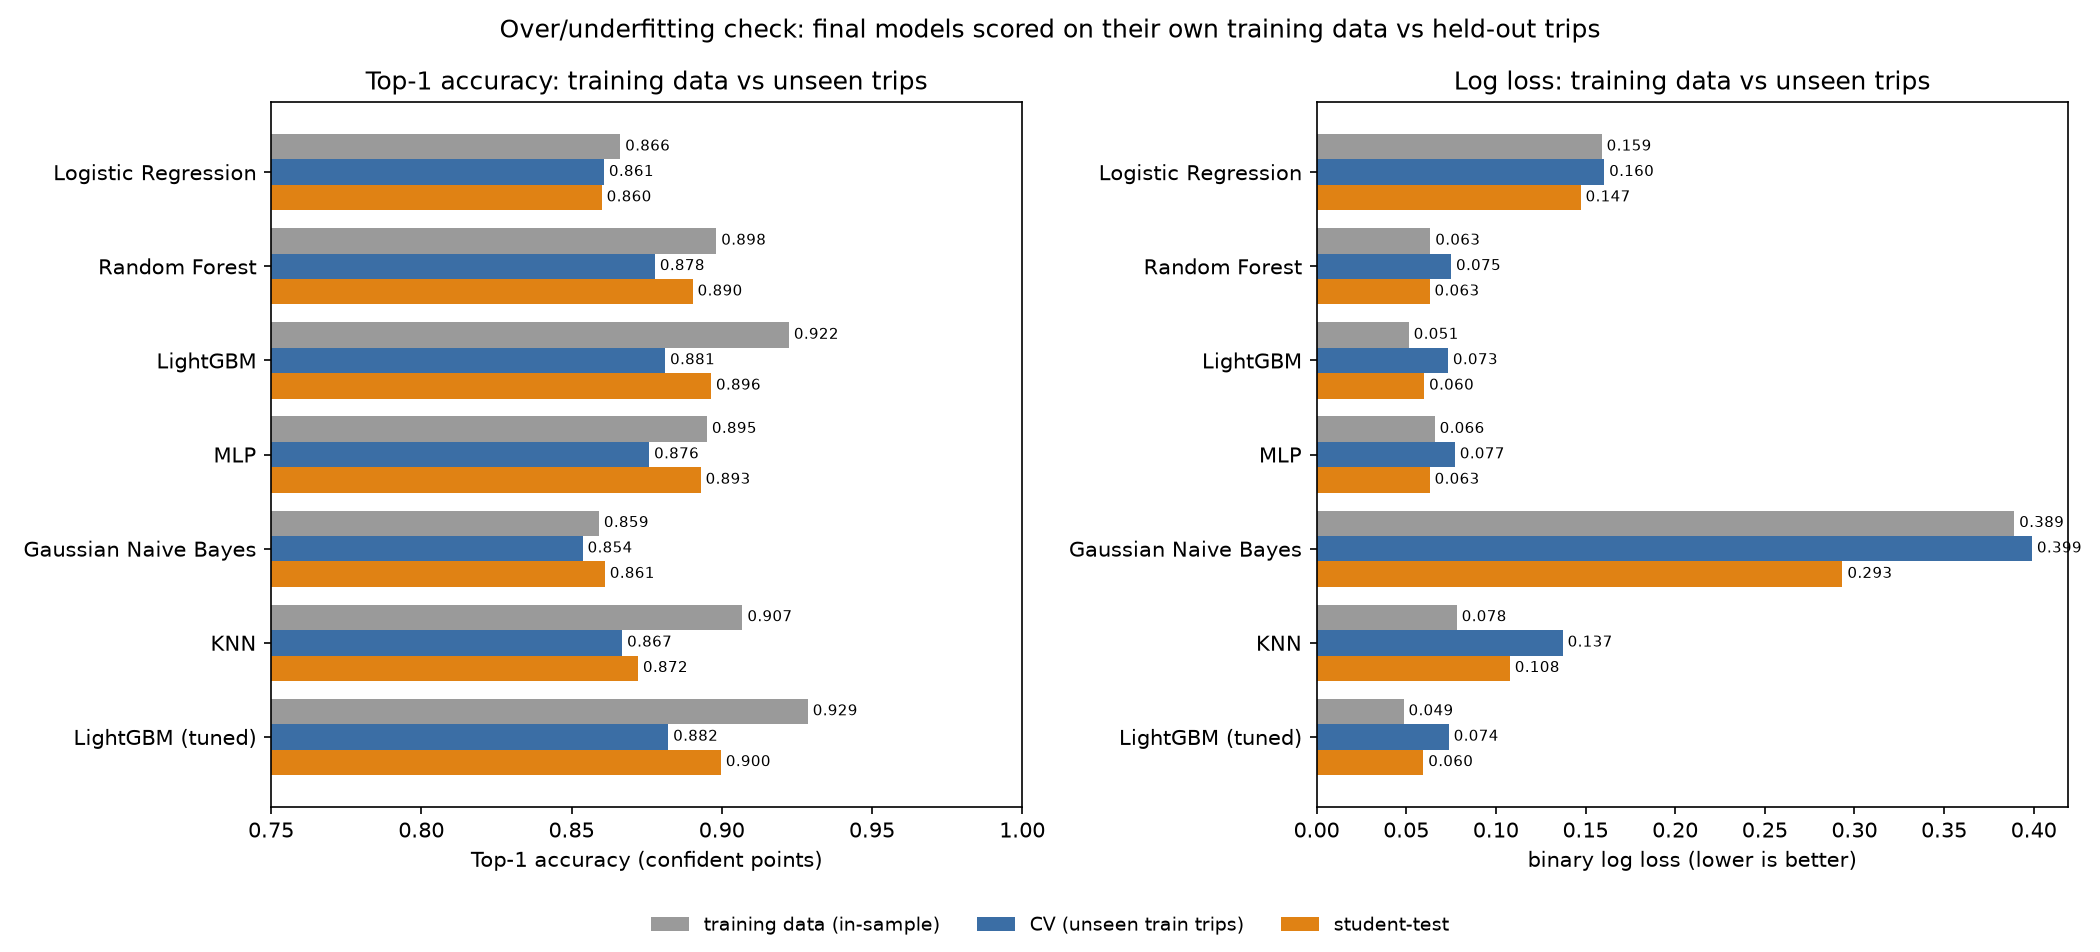 Over/underfitting check: final models scored on their own training data vs held-out trips
Top-1 accuracy: training data vs unseen trips
Logistic Regression
0.866
0.861
0.860
Random Forest
0.898
0.878
0.890
LightGBM
0.922
0.881
0.896
MLP
0.895
0.876
0.893
Gaussian Naive Bayes
0.859
0.854
0.861
KNN
0.907
0.867
0.872
LightGBM (tuned)
0.929
0.882
0.900
0.75 0.80 0.85 0.90 0.95 1.00
Top-1 accuracy (confident points)
Log loss: training data vs unseen trips
Logistic Regression
0.159
0.160
0.147
Random Forest
0.063
0.075
0.063
LightGBM
0.051
0.073
0.060
MLP
0.066
0.077
0.063
Gaussian Naive Bayes
0.389
0.399
0.293
KNN
0.078
0.137
0.108
LightGBM (tuned)
0.049
0.074
0.060
0.00 0.05 0.10 0.15 0.20 0.25 0.30 0.35 0.40
binary log loss (lower is better)
training data (in-sample) CV (unseen train trips) student-test